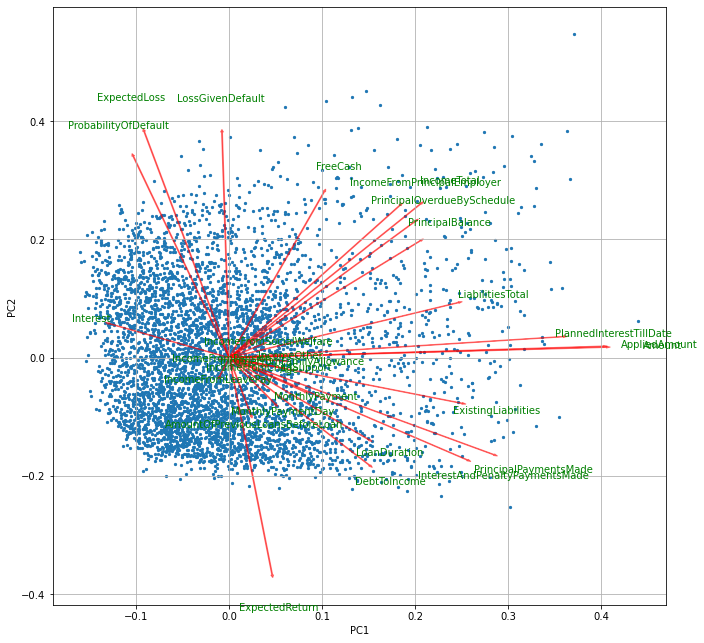 ExpectedLoss
LossGivenDefault
ProbabilityOfDefault
FreeCash
IncomeTotal
IncomeFromPrincipalEmployer
PrincipalOverdueBySchedule
PrincipalBalance
LiabilitiesTotal
Interest
PlannedInterestTillDate
AppliedAmount
Amount
MonthlyPayment
ExistingLiabilities
MonthlyPaymentDay
LoanDuration
PrincipalPaymentsMade
InterestAndPenaltyPaymentsMade
DebtToIncome
ExpectedReturn
0.4
0.2
0.0
−0.2
−0.4
−0.1
0.0
0.1
0.2
0.3
0.4
PC1
PC2